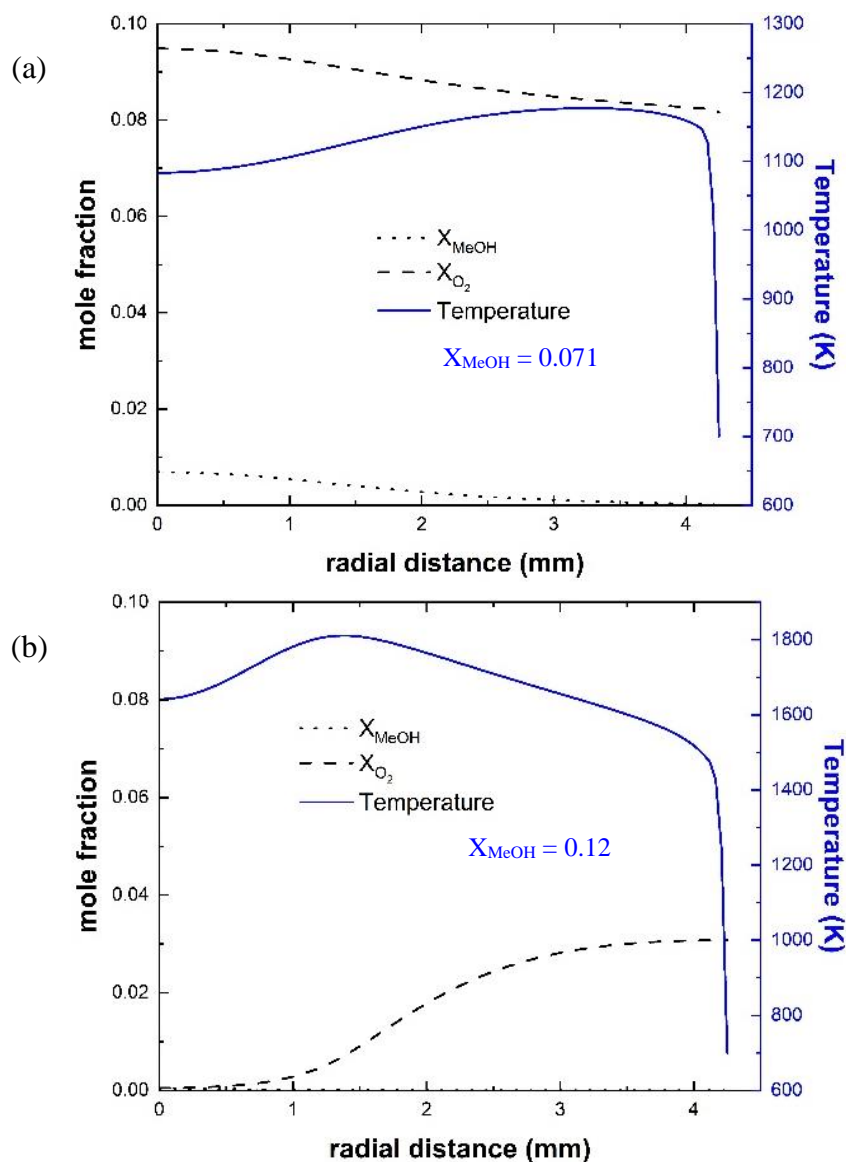 (a)
0.10
0.08
0.06
0.04
0.02
0.00
mole fraction
1300
1200
1100
1000
900
800
700
600
Temperature (K)
X_MeOH
X_O2
Temperature
X_MeOH = 0.071
0 1 2 3 4
radial distance (mm)
(b)
0.10
0.08
0.06
0.04
0.02
0.00
mole fraction
1800
1600
1400
1200
1000
800
600
Temperature (K)
X_MeOH
X_O2
Temperature
X_MeOH = 0.12
0 1 2 3 4
radial distance (mm)